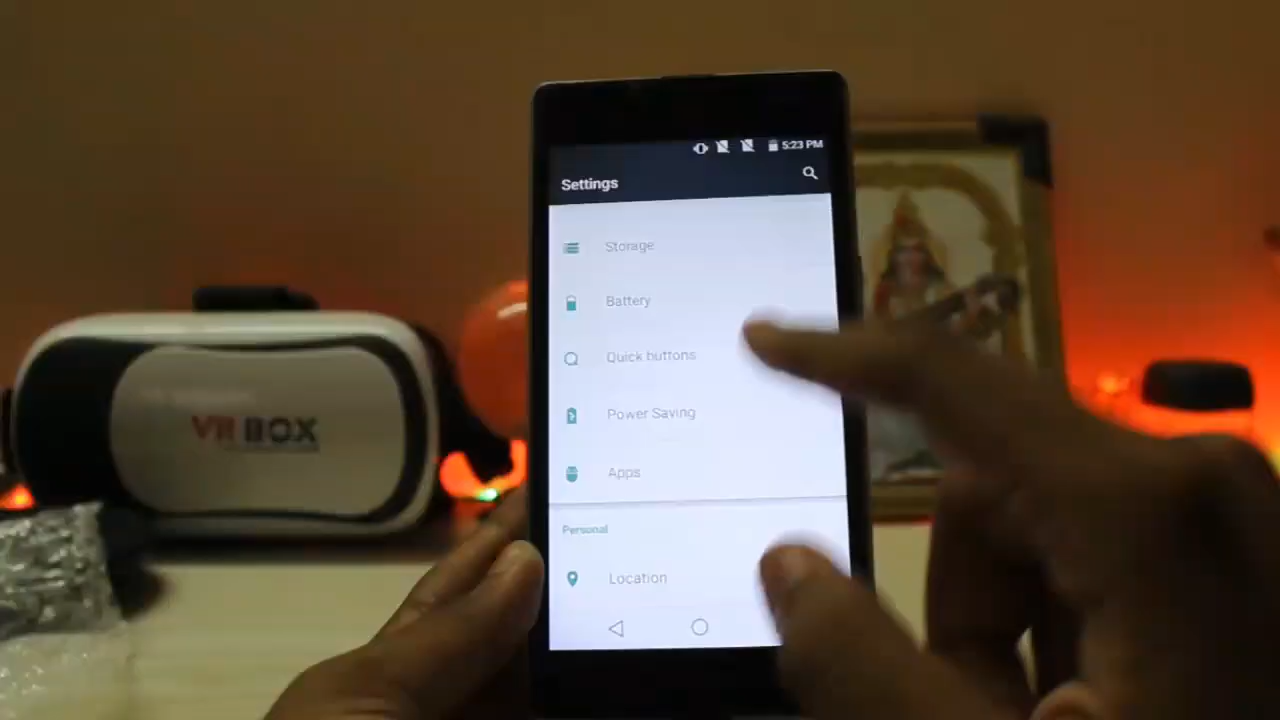 5:23 PM
Settings
Storage
Battery
Quick buttons
Power Saving
Apps
Personal
Location
VR BOX